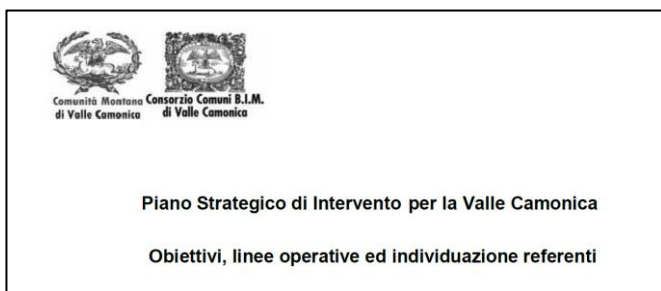 Comunità Montana
di Valle Camonica
Consorzio Comuni B.I.M.
di Valle Camonica
Piano Strategico di Intervento per la Valle Camonica
Obiettivi, linee operative ed individuazione referenti